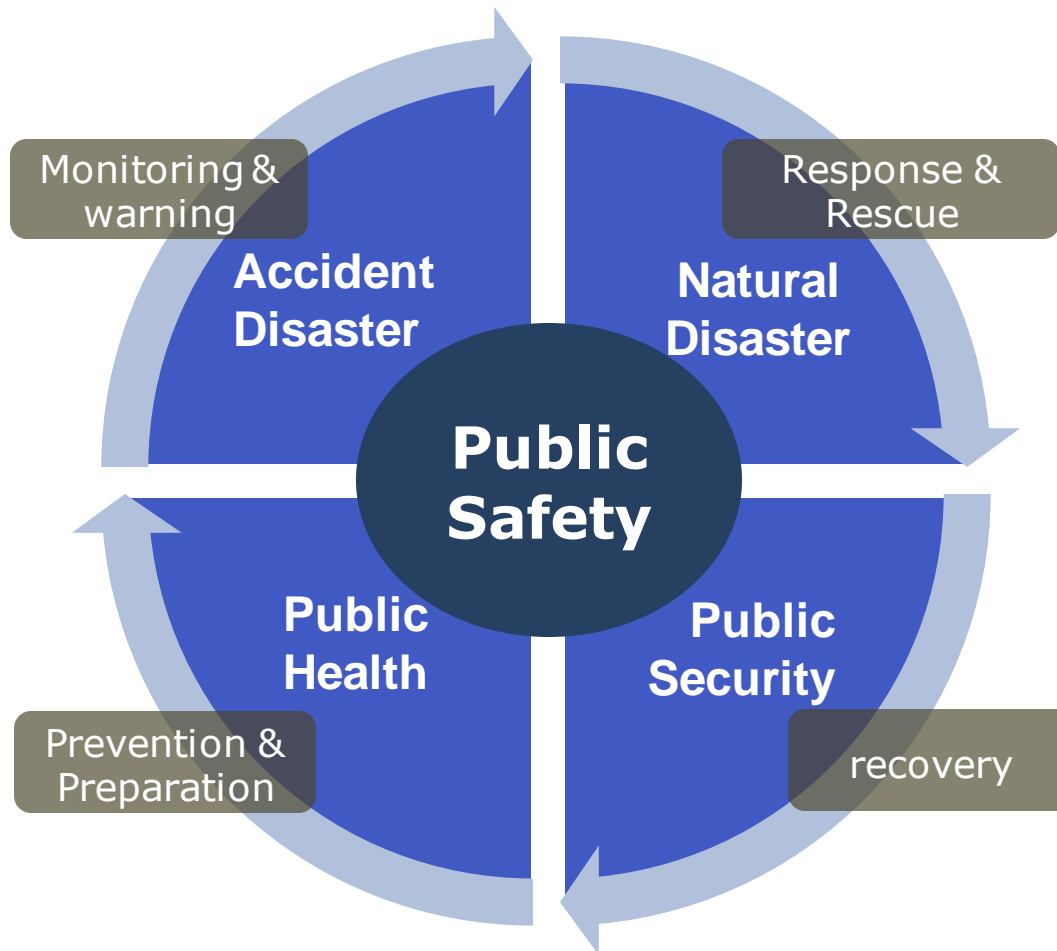 Monitoring &
warning
Response &
Rescue
Accident
Disaster
Natural
Disaster
Public
Safety
Public
Health
Public
Security
Prevention &
Preparation
recovery